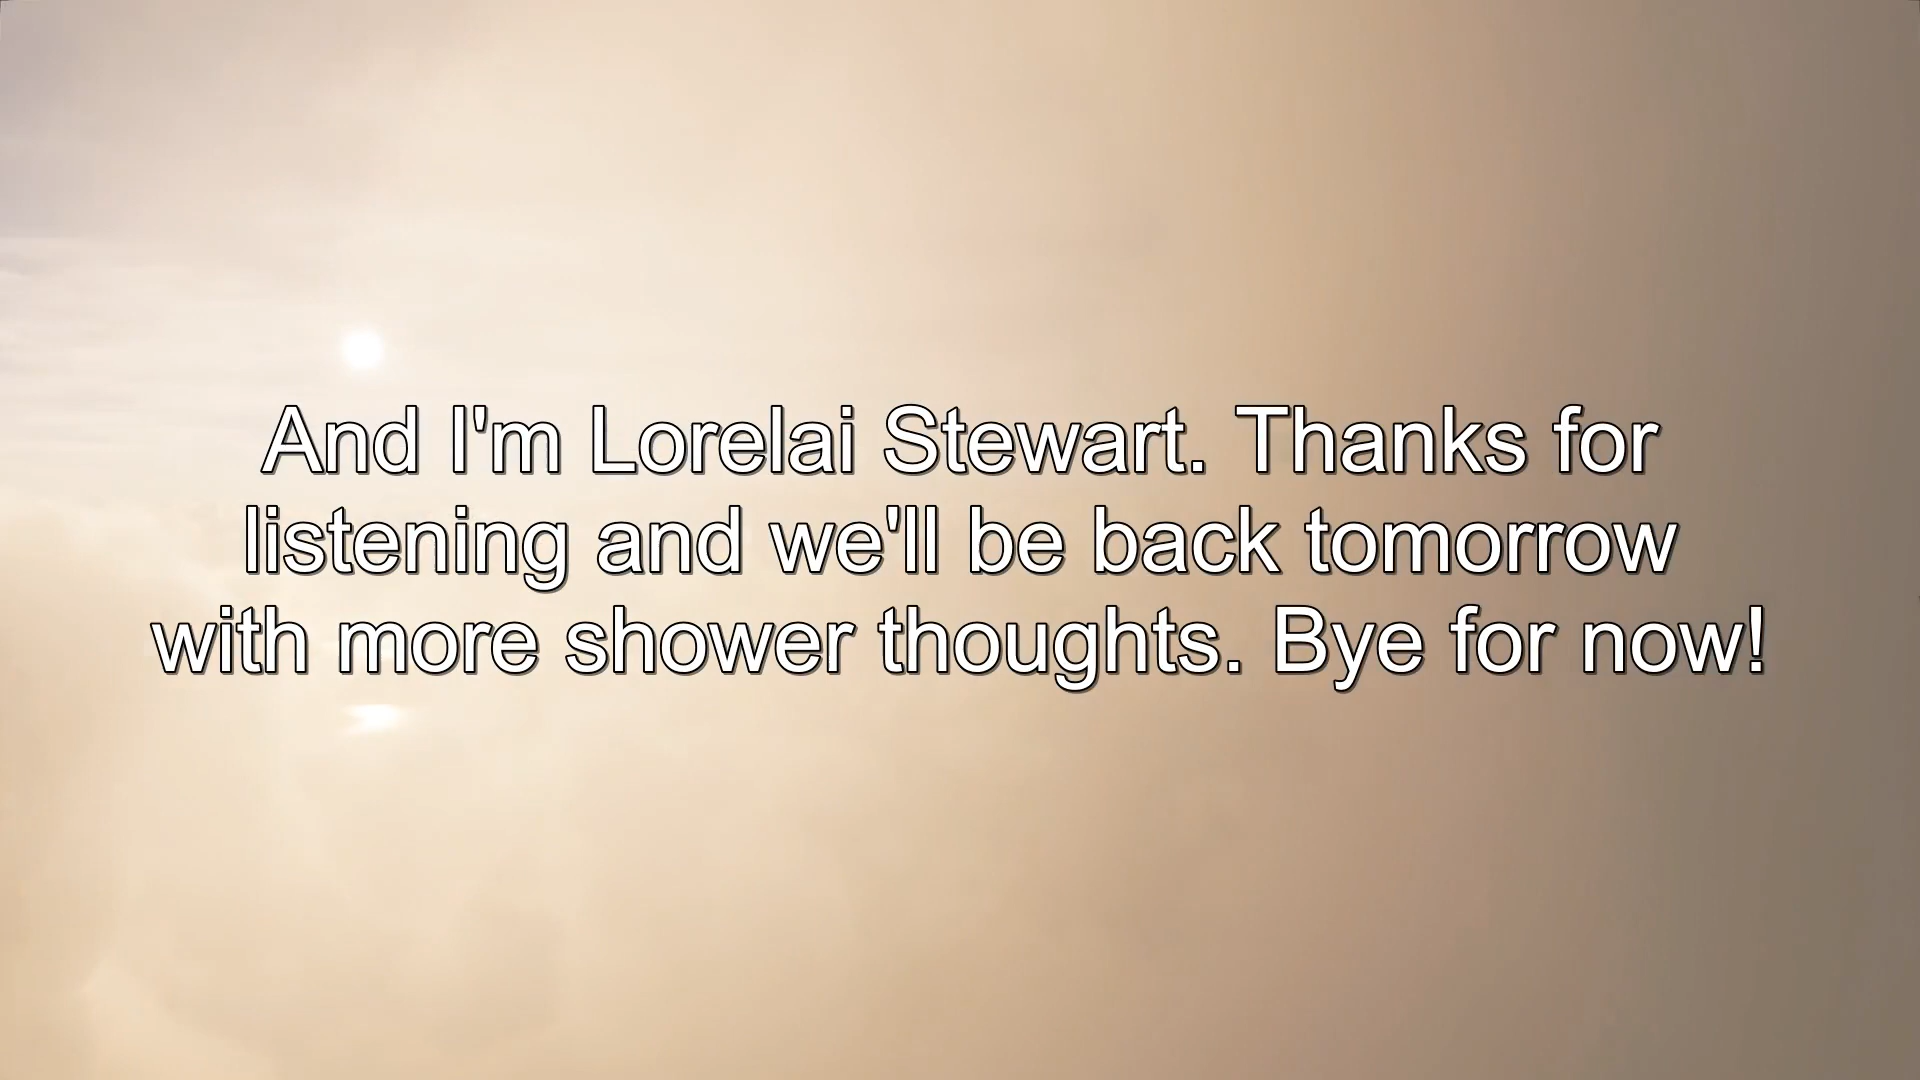 And I'm Lorelai Stewart. Thanks for
listening and we'll be back tomorrow
with more shower thoughts. Bye for now!